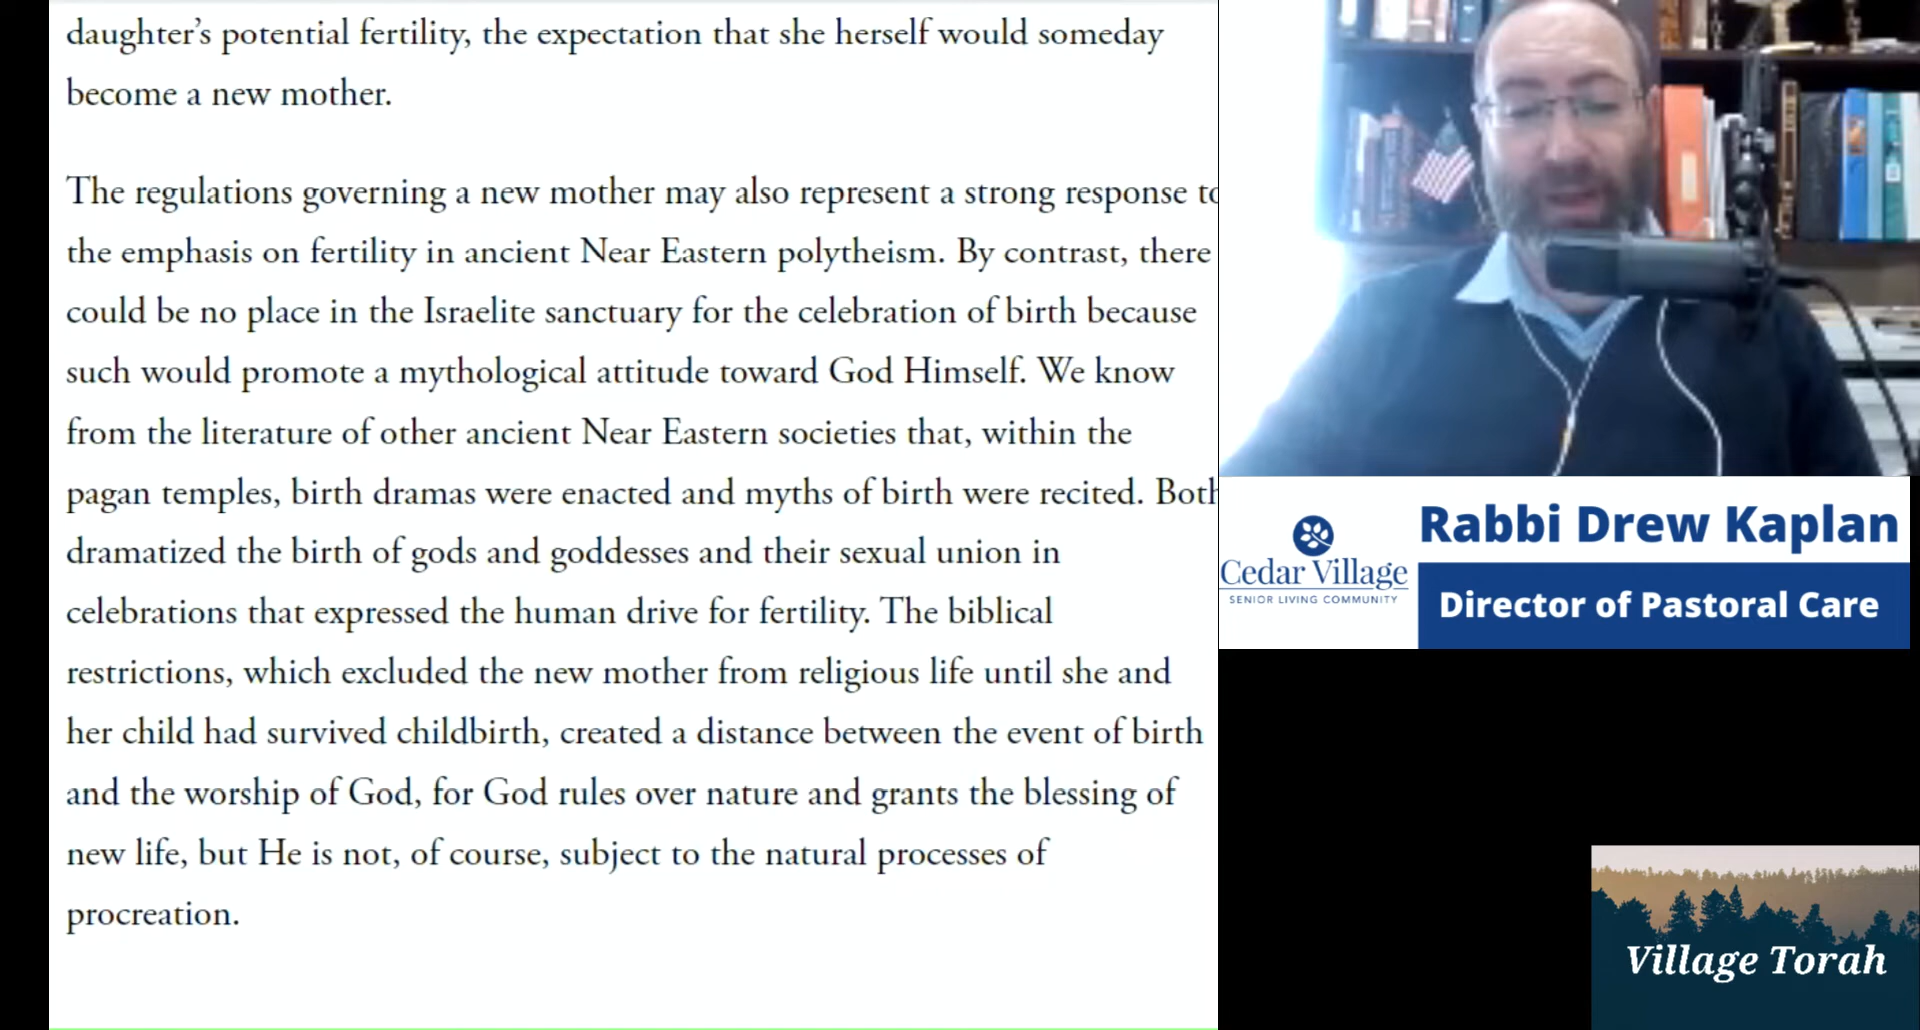 daughter’s potential fertility, the expectation that she herself would someday
become a new mother.
The regulations governing a new mother may also represent a strong response to
the emphasis on fertility in ancient Near Eastern polytheism. By contrast, there
could be no place in the Israelite sanctuary for the celebration of birth because
such would promote a mythological attitude toward God Himself. We know
from the literature of other ancient Near Eastern societies that, within the
pagan temples, birth dramas were enacted and myths of birth were recited. Both
dramatized the birth of gods and goddesses and their sexual union in
celebrations that expressed the human drive for fertility. The biblical
restrictions, which excluded the new mother from religious life until she and
her child had survived childbirth, created a distance between the event of birth
and the worship of God, for God rules over nature and grants the blessing of
new life, but He is not, of course, subject to the natural processes of
procreation.
Cedar Village
SENIOR LIVING COMMUNITY
Rabbi Drew Kaplan
Director of Pastoral Care
Village Torah